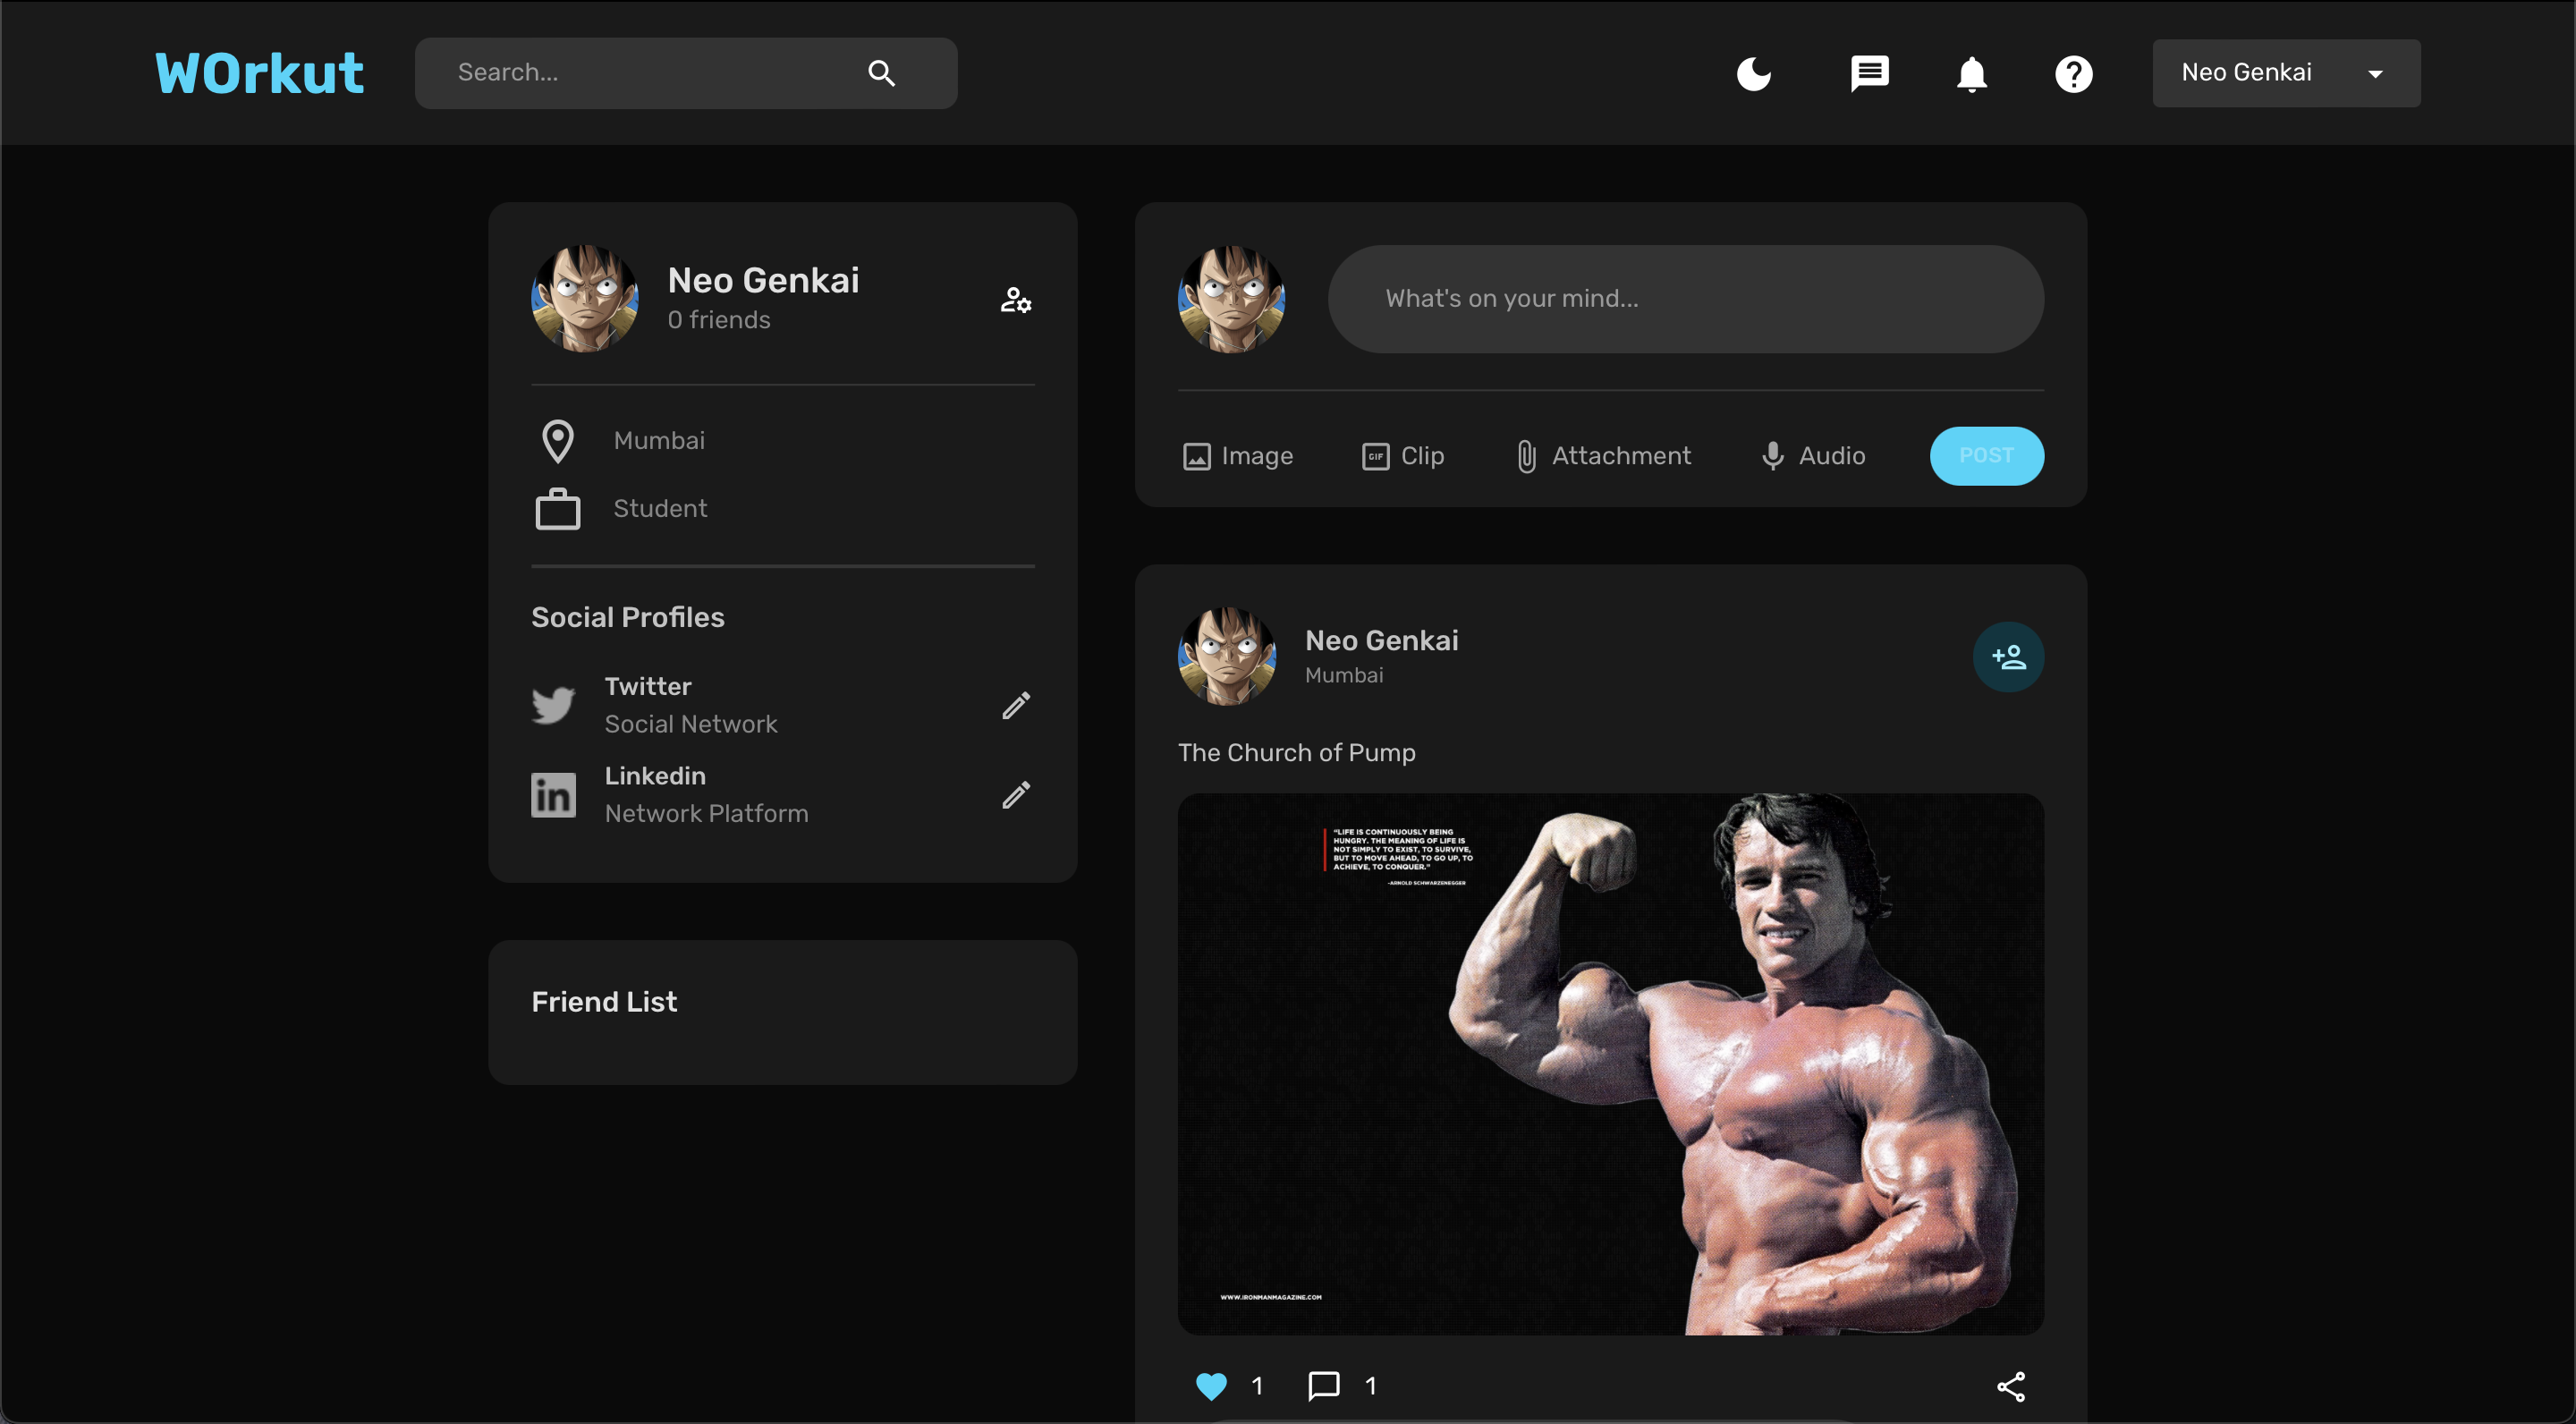 WOrkut
Search...
Neo Genkai
Neo Genkai
0 friends
Mumbai
Student
Social Profiles
Twitter
Social Network
in
Linkedin
Network Platform
Friend List
What's on your mind...
Image
GIF
Clip
Attachment
Audio
POST
Neo Genkai
Mumbai
The Church of Pump
"LIFE IS CONTINUOUSLY BEING
HUNGRY. THE MEANING OF LIFE IS
NOT SIMPLY TO EXIST, TO SURVIVE,
BUT TO MOVE AHEAD, TO GO UP, TO
ACHIEVE, TO CONQUER."
-ARNOLD SCHWARZENEGGER
WWW.IRONMANMAGAZINE.COM
1
1